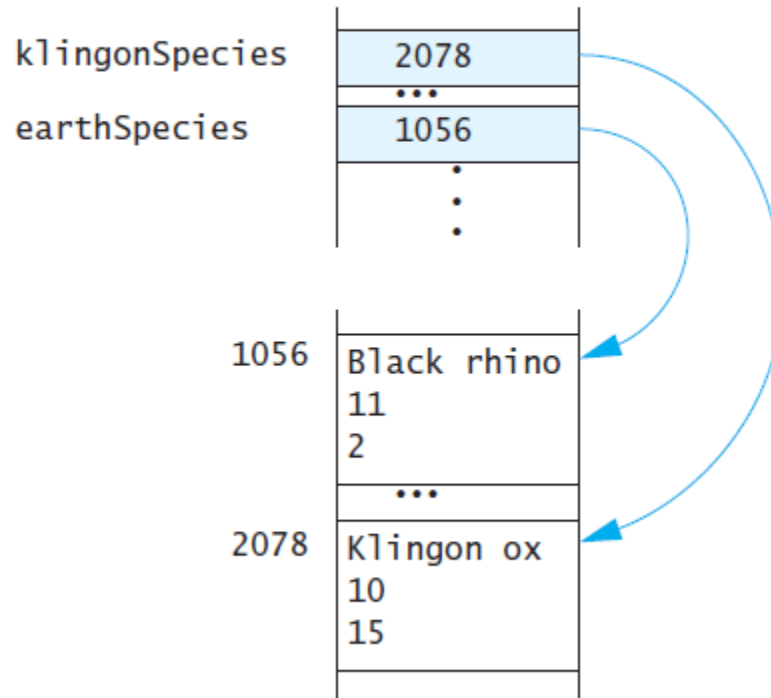 klingonSpecies 2078
...
earthSpecies 1056
.
.
.
1056 Black rhino
11
2
...
2078 Klingon ox
10
15